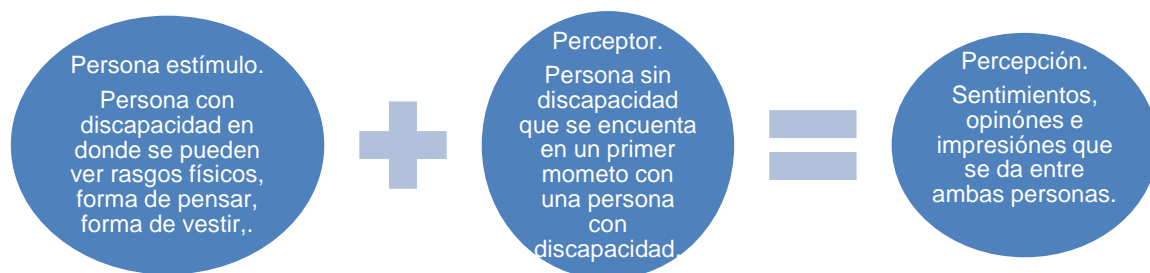 Persona estímulo.
Persona con
discapacidad en
donde se pueden
ver rasgos físicos,
forma de pensar,
forma de vestir,.
Perceptor.
Persona sin
discapacidad
que se encuenta
en un primer
mometo con
una persona
con
discapacidad.
Percepción.
Sentimientos,
opinónes e
impresiónes que
se da entre
ambas personas.